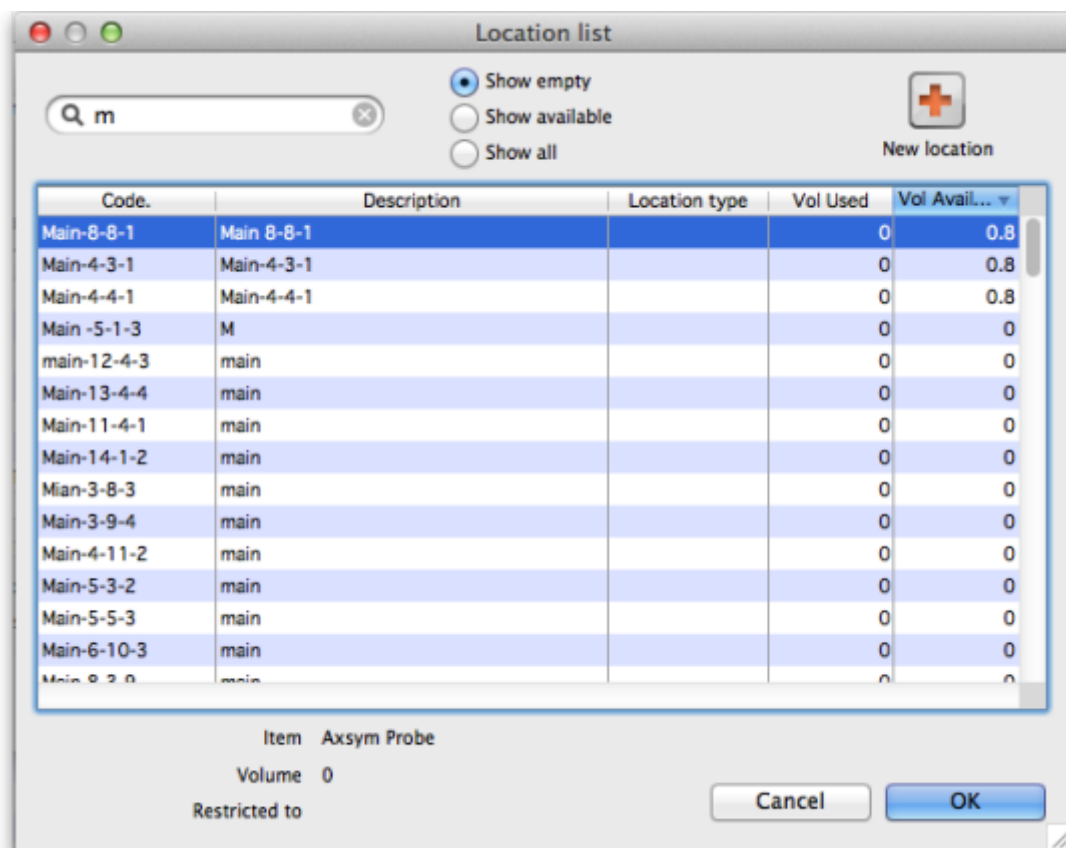 Location list
m
Show empty
Show available
Show all
New location
Code. Description Location type Vol Used Vol Avail...
Main-8-8-1 Main 8-8-1 0 0.8
Main-4-3-1 Main-4-3-1 0 0.8
Main-4-4-1 Main-4-4-1 0 0.8
Main -5-1-3 M 0 0
main-12-4-3 main 0 0
Main-13-4-4 main 0 0
Main-11-4-1 main 0 0
Main-14-1-2 main 0 0
Mian-3-8-3 main 0 0
Main-3-9-4 main 0 0
Main-4-11-2 main 0 0
Main-5-3-2 main 0 0
Main-5-5-3 main 0 0
Main-6-10-3 main 0 0
main 0 0
Item Axsym Probe
Volume 0
Restricted to
Cancel OK